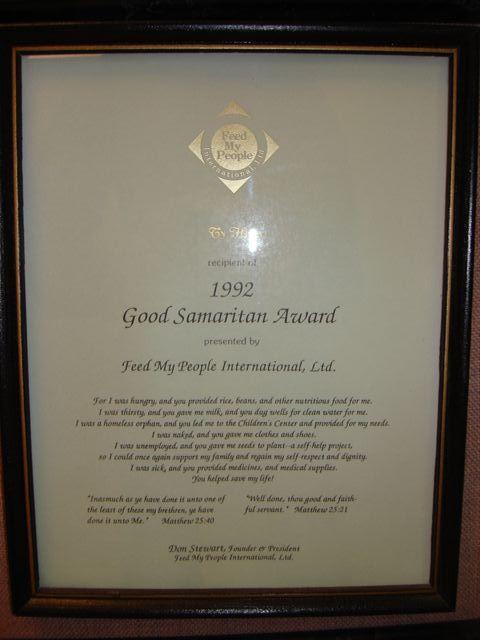 Feed
My
People
International Ltd
recipient of
1992
Good Samaritan Award
presented by
Feed My People International, Ltd.
For I was hungry, and you provided rice, beans, and other nutritious food for me.
I was thirsty, and you gave me milk, and you dug wells for clean water for me.
I was a homeless orphan, and you led me to the Children's Center and provided for my needs.
I was naked, and you gave me clothes and shoes.
I was unemployed, and you gave me seeds to plant--a self-help project,
so I could once again support my family and regain my self-respect and dignity.
I was sick, and you provided medicines, and medical supplies.
You helped save my life!
"Inasmuch as ye have done it unto one of
the least of these my brethren, ye have
done it unto Me." Matthew 25:40
"Well done, thou good and faith-
ful servant." Matthew 25:21
Don Stewart, Founder & President
Feed My People International, Ltd.